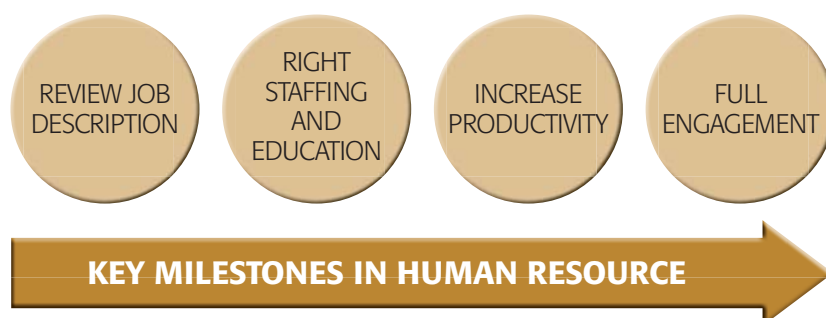 REVIEW JOB
DESCRIPTION
RIGHT
STAFFING
AND
EDUCATION
INCREASE
PRODUCTIVITY
FULL
ENGAGEMENT
KEY MILESTONES IN HUMAN RESOURCE